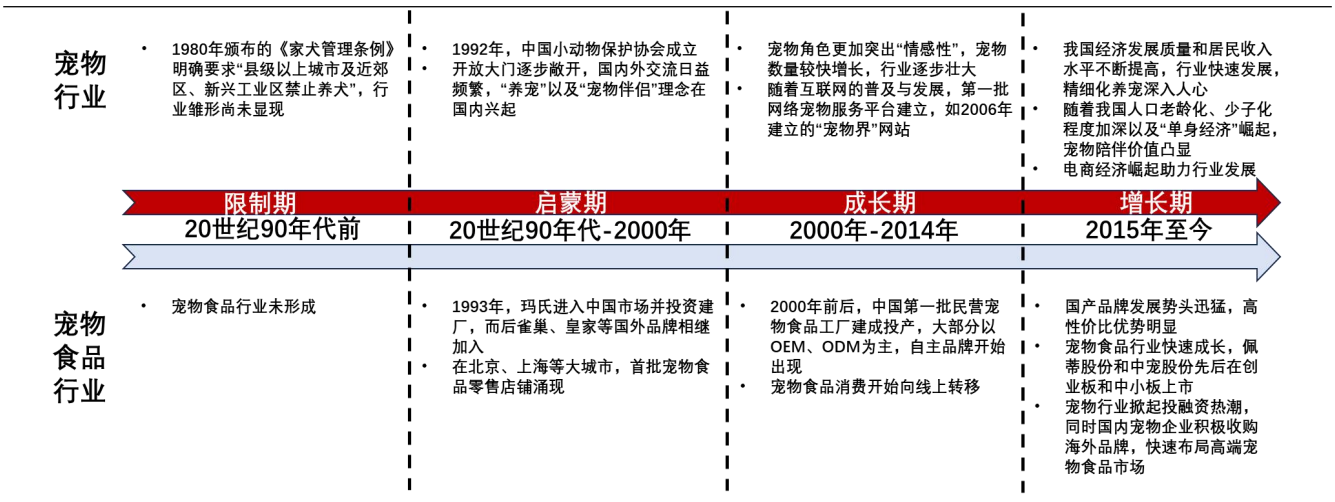 宠物
行业
• 1980年颁布的《家犬管理条例》
明确要求“县级以上城市及近郊
区、新兴工业区禁止养犬”，行
业雏形尚未显现
• 1992年，中国小动物保护协会成立
• 开放大门逐步敞开，国内外交流日益
频繁，“养宠”以及“宠物伴侣”理念在
国内兴起
• 宠物角色更加突出“情感性”，宠物
数量较快增长，行业逐步壮大
• 随着互联网的普及与发展，第一批
网络宠物服务平台建立，如2006年
建立的“宠物界”网站
• 我国经济发展质量和居民收入
水平不断提高，行业快速发展，
精细化养宠深入人心
• 随着我国人口老龄化、少子化
程度加深以及“单身经济”崛起，
宠物陪伴价值凸显
• 电商经济崛起助力行业发展
限制期
启蒙期
成长期
增长期
20世纪90年代前
20世纪90年代-2000年
2000年-2014年
2015年至今
宠物
食品
行业
• 宠物食品行业未形成
• 1993年，玛氏进入中国市场并投资建
厂，而后雀巢、皇家等国外品牌相继
加入
• 在北京、上海等大城市，首批宠物食
品零售店铺涌现
• 2000年前后，中国第一批民营宠
物食品工厂建成投产，大部分以
OEM、ODM为主，自主品牌开始
出现
• 宠物食品消费开始向线上转移
• 国产品牌发展势头迅猛，高
性价比优势明显
• 宠物食品行业快速成长，佩
蒂股份和中宠股份先后在创
业板和中小板上市
• 宠物行业掀起投融资热潮，
同时国内宠物企业积极收购
海外品牌，快速布局高端宠
物食品市场